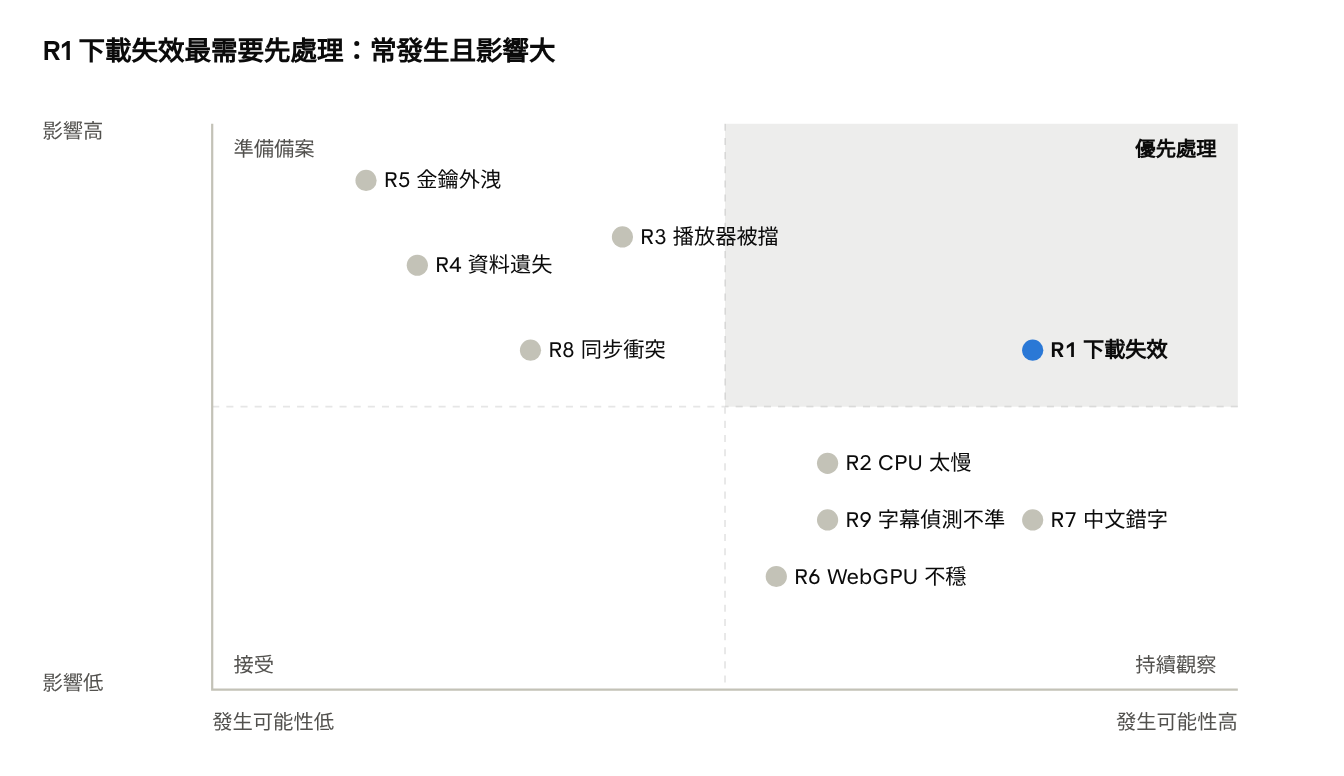 R1 下載失效最需要先處理：常發生且影響大
影響高
準備備案
優先處理
R5 金鑰外洩
R3 播放器被擋
R4 資料遺失
R8 同步衝突
R1 下載失效
R2 CPU 太慢
R9 字幕偵測不準
R7 中文錯字
R6 WebGPU 不穩
接受
持續觀察
影響低
發生可能性低
發生可能性高